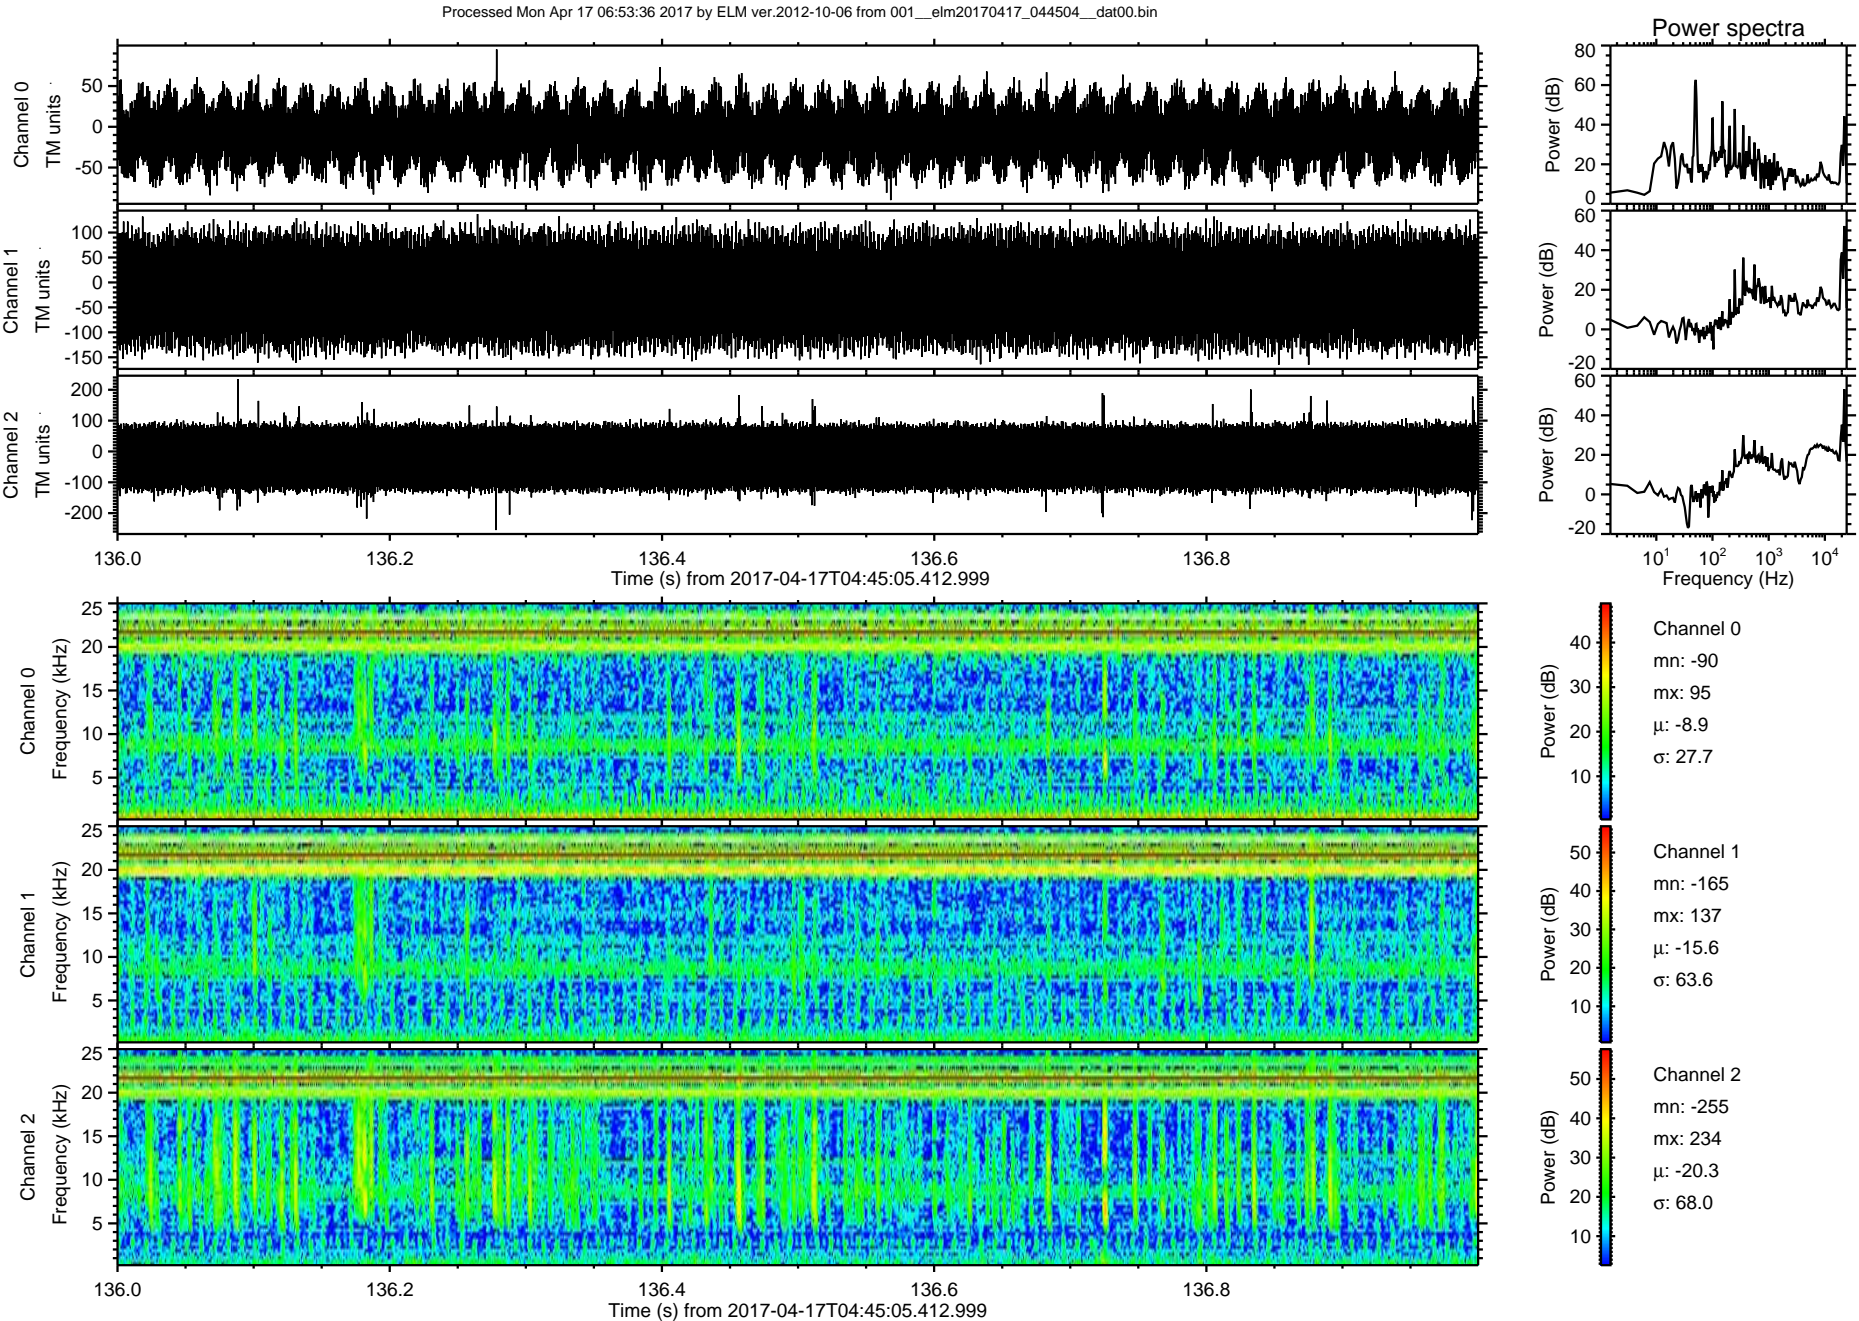 Processed Mon Apr 17 06:53:36 2017 by ELM ver.2012-10-06 from 001__elm20170417_044504__dat00.bin
Power spectra
Channel 0
TM units
50
0
-50
Power (dB)
80
60
40
20
0
Channel 1
TM units
100
50
0
-50
-100
-150
Power (dB)
60
40
20
0
-20
Channel 2
TM units
200
100
0
-100
-200
Power (dB)
60
40
20
0
-20
136.0 136.2 136.4 136.6 136.8
Time (s) from 2017-04-17T04:45:05.412.999
10¹ 10² 10³ 10⁴
Frequency (Hz)
Channel 0
Frequency (kHz)
25
20
15
10
5
Power (dB)
40
30
20
10
Channel 0
mn: -90
mx: 95
µ: -8.9
σ: 27.7
Channel 1
Frequency (kHz)
25
20
15
10
5
Power (dB)
50
40
30
20
10
Channel 1
mn: -165
mx: 137
µ: -15.6
σ: 63.6
Channel 2
Frequency (kHz)
25
20
15
10
5
Power (dB)
50
40
30
20
10
Channel 2
mn: -255
mx: 234
µ: -20.3
σ: 68.0
136.0 136.2 136.4 136.6 136.8
Time (s) from 2017-04-17T04:45:05.412.999